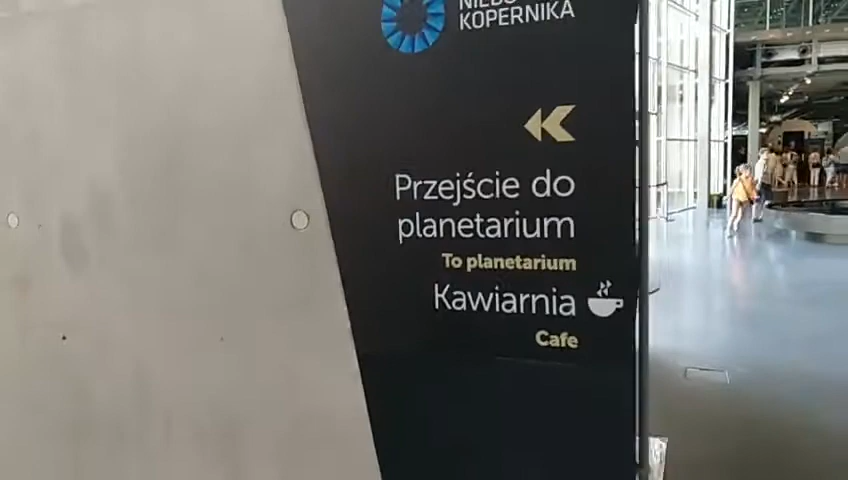 KOPERNIKA
Przejście do
planetarium
To planetarium
Kawiarnia
Cafe